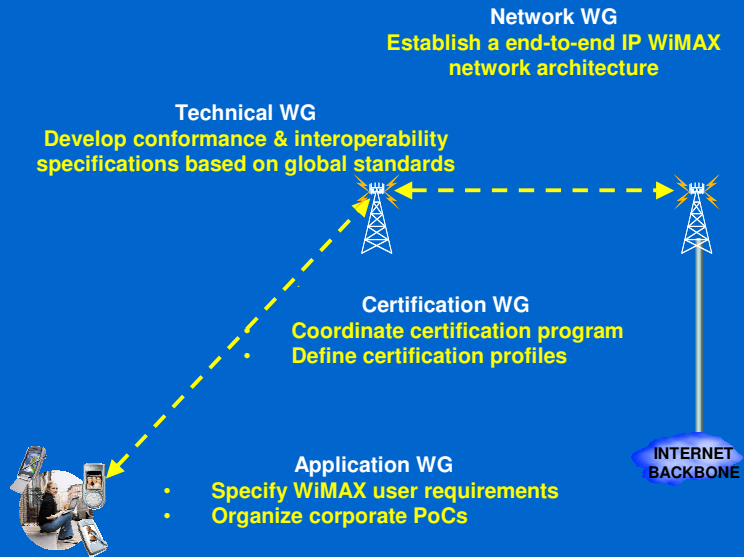 Network WG
Establish a end-to-end IP WiMAX
network architecture
Technical WG
Develop conformance & interoperability
specifications based on global standards
Certification WG
• Coordinate certification program
• Define certification profiles
INTERNET
BACKBONE
Application WG
• Specify WiMAX user requirements
• Organize corporate PoCs